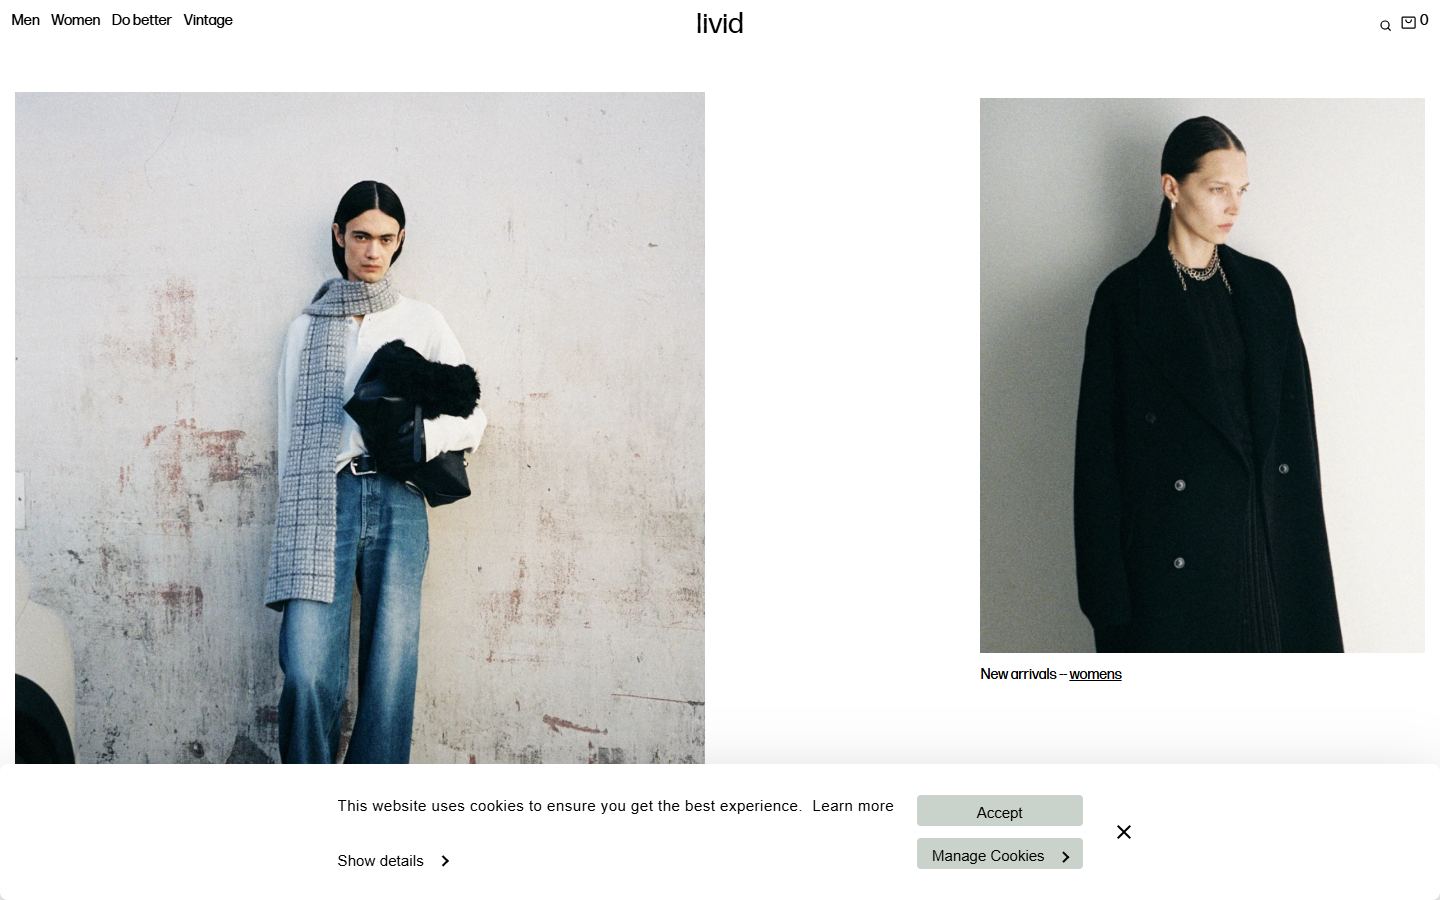 Men Women Do better Vintage
livid
0
New arrivals – womens
This website uses cookies to ensure you get the best experience. Learn more
Accept
Show details
Manage Cookies